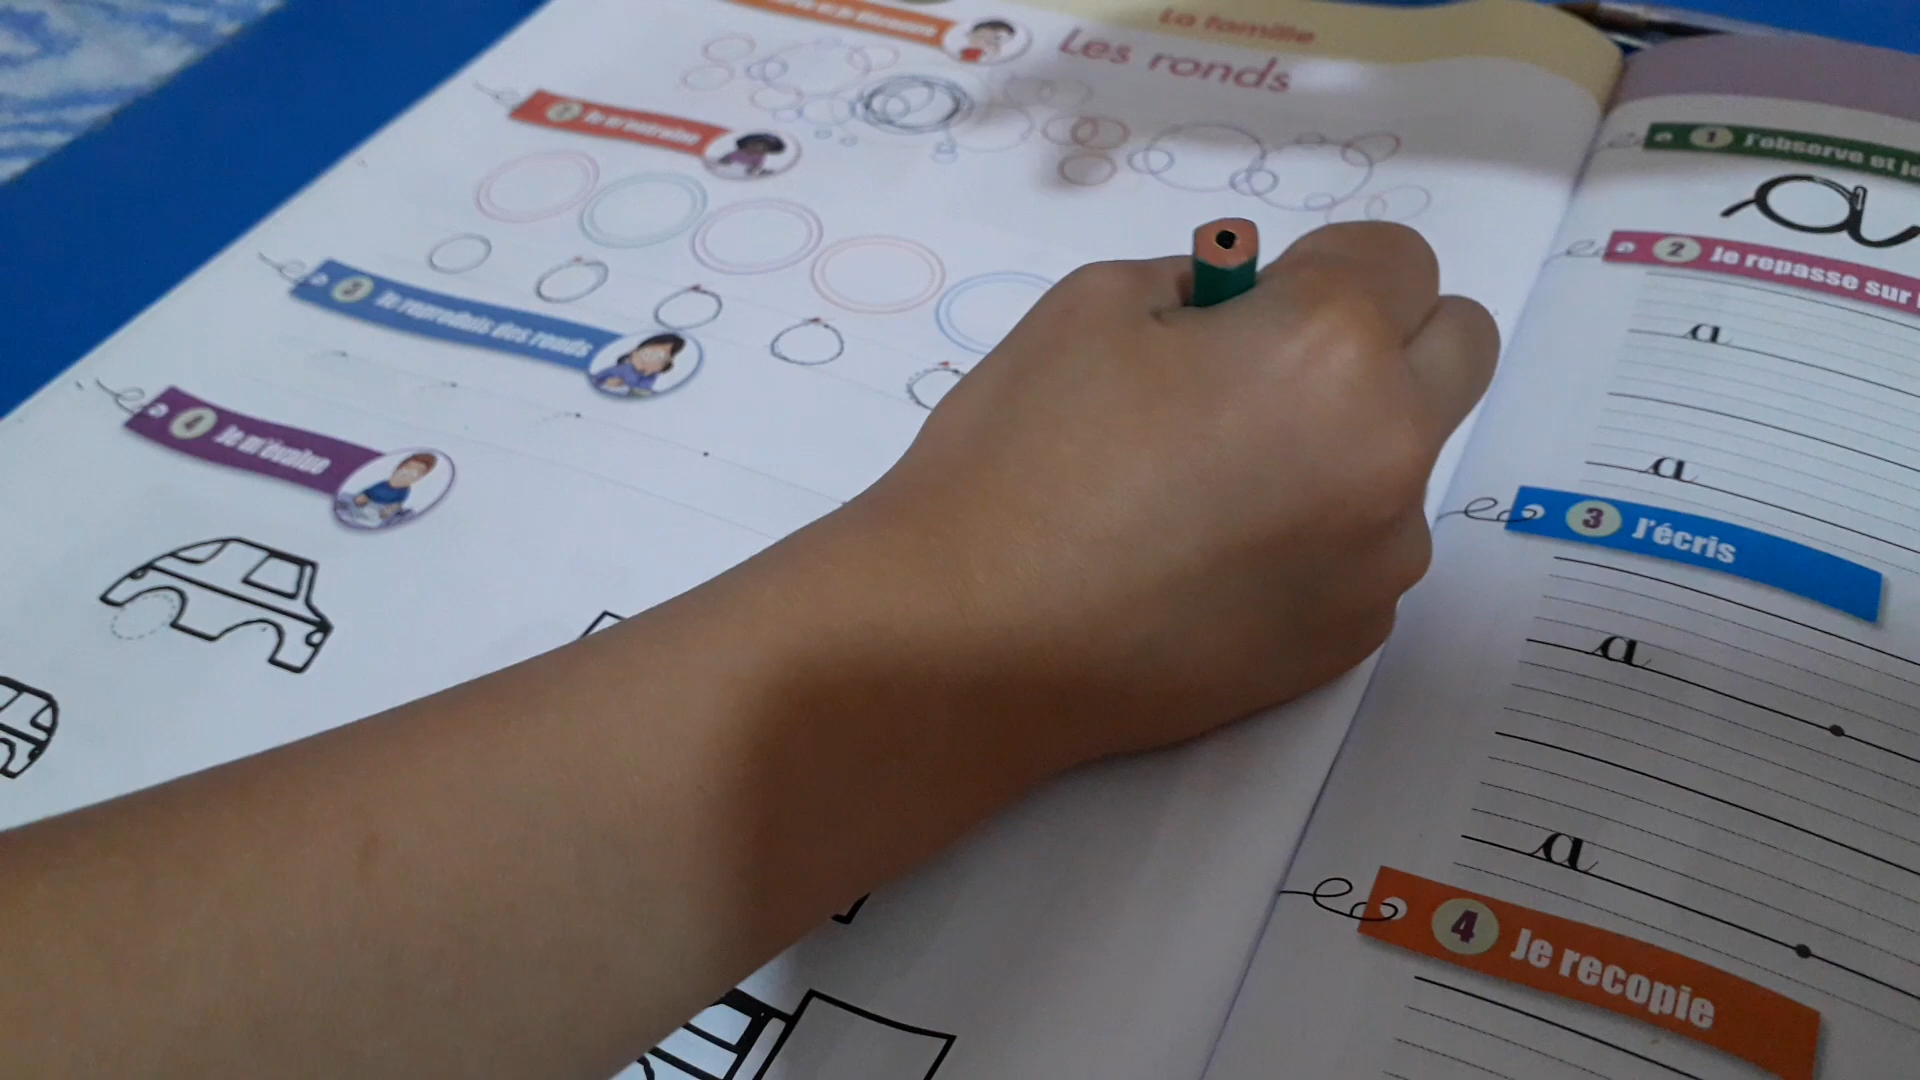 La famille
Les ronds
2 Je m'entraîne
3 Je reproduis des ronds
4 Je m'évalue
1 J'observe et je
a
2 Je repasse sur
a
a
3 J'écris
a
a
4 Je recopie